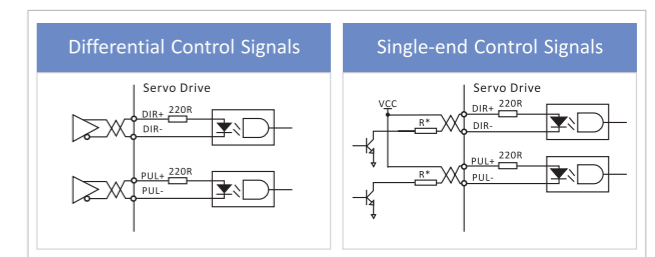 Differential Control Signals
Servo Drive
DIR+ 220R
DIR-
PUL+ 220R
PUL-
Single-end Control Signals
Servo Drive
VCC
DIR+ 220R
R*
DIR-
PUL+ 220R
R*
PUL-